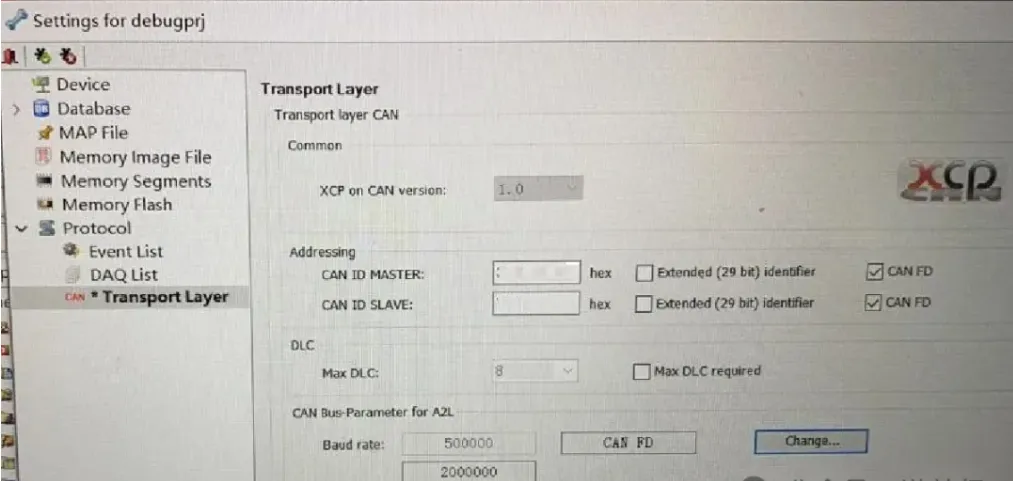 Settings for debugprj
Device
Database
MAP File
Memory Image File
Memory Segments
Memory Flash
Protocol
Event List
DAQ List
CAN * Transport Layer
Transport Layer
Transport layer CAN
Common
XCP on CAN version: 1.0
xcp
Addressing
CAN ID MASTER: hex Extended (29 bit) identifier CAN FD
CAN ID SLAVE: hex Extended (29 bit) identifier CAN FD
DLC
Max DLC: 8 Max DLC required
CAN Bus-Parameter for A2L
Baud rate: 500000 CAN FD Change...
2000000